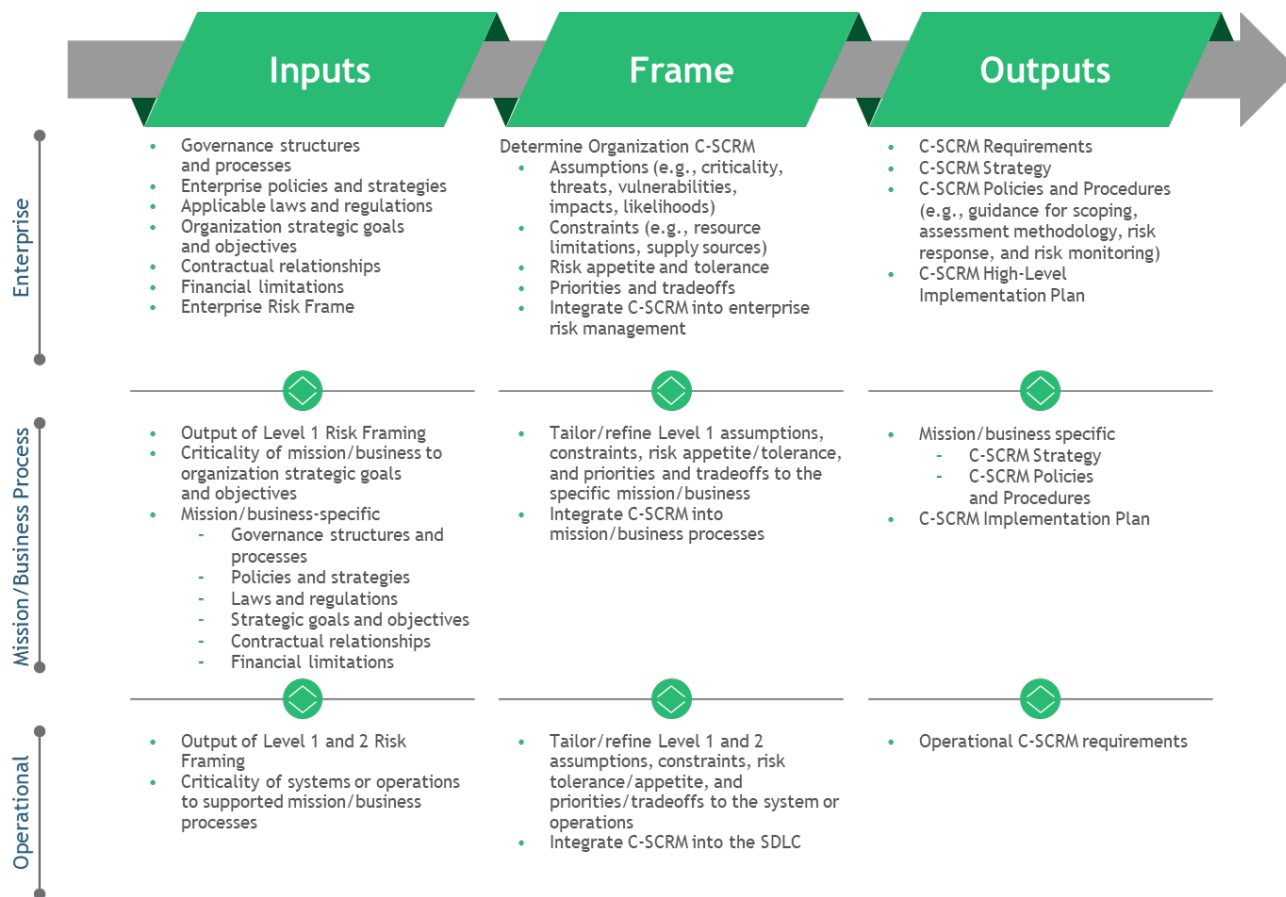 Inputs
Frame
Outputs
Enterprise
• Governance structures
and processes
• Enterprise policies and strategies
• Applicable laws and regulations
• Organization strategic goals
and objectives
• Contractual relationships
• Financial limitations
• Enterprise Risk Frame
Determine Organization C-SCRM
• Assumptions (e.g., criticality,
threats, vulnerabilities,
impacts, likelihoods)
• Constraints (e.g., resource
limitations, supply sources)
• Risk appetite and tolerance
• Priorities and tradeoffs
• Integrate C-SCRM into enterprise
risk management
• C-SCRM Requirements
• C-SCRM Strategy
• C-SCRM Policies and Procedures
(e.g., guidance for scoping,
assessment methodology, risk
response, and risk monitoring)
• C-SCRM High-Level
Implementation Plan
Mission/Business Process
• Output of Level 1 Risk Framing
• Criticality of mission/business to
organization strategic goals
and objectives
• Mission/business-specific
- Governance structures and
processes
- Policies and strategies
- Laws and regulations
- Strategic goals and objectives
- Contractual relationships
- Financial limitations
• Tailor/refine Level 1 assumptions,
constraints, risk appetite/tolerance,
and priorities and tradeoffs to the
specific mission/business
• Integrate C-SCRM into
mission/business processes
• Mission/business specific
- C-SCRM Strategy
- C-SCRM Policies
and Procedures
• C-SCRM Implementation Plan
Operational
• Output of Level 1 and 2 Risk
Framing
• Criticality of systems or operations
to supported mission/business
processes
• Tailor/refine Level 1 and 2
assumptions, constraints, risk
tolerance/appetite, and
priorities/tradeoffs to the system or
operations
• Integrate C-SCRM into the SDLC
• Operational C-SCRM requirements